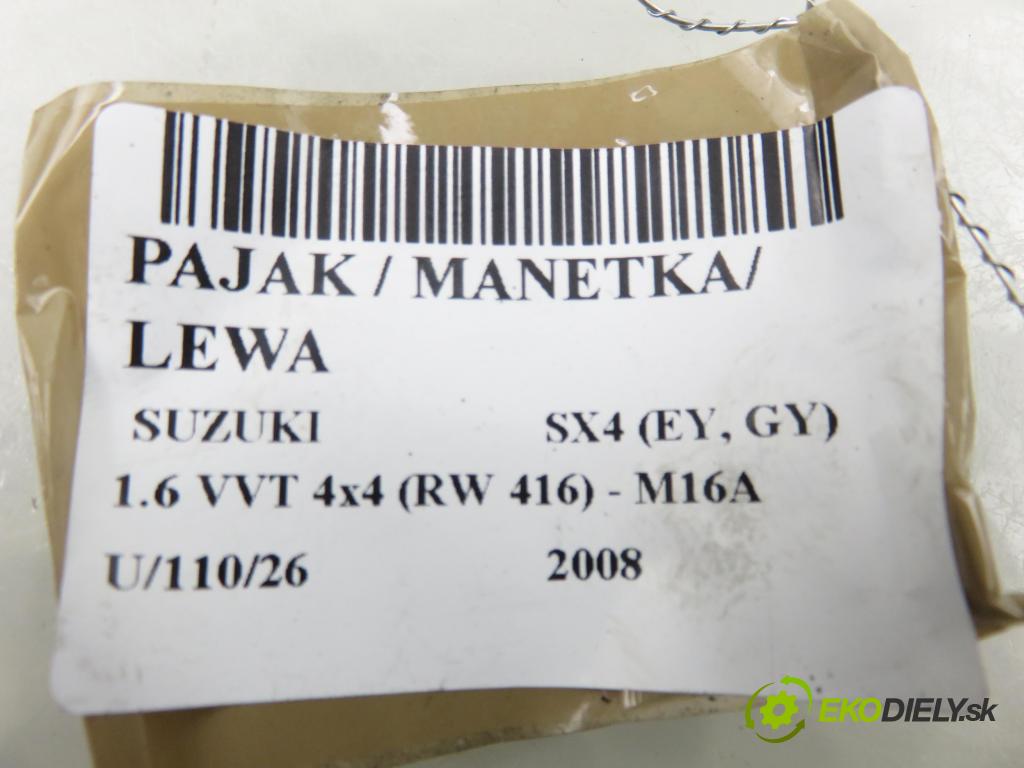 PAJAK / MANETKA/
LEWA
SUZUKI SX4 (EY, GY)
1.6 VVT 4x4 (RW 416) - M16A
U/110/26 2008
EKODIELY.sk